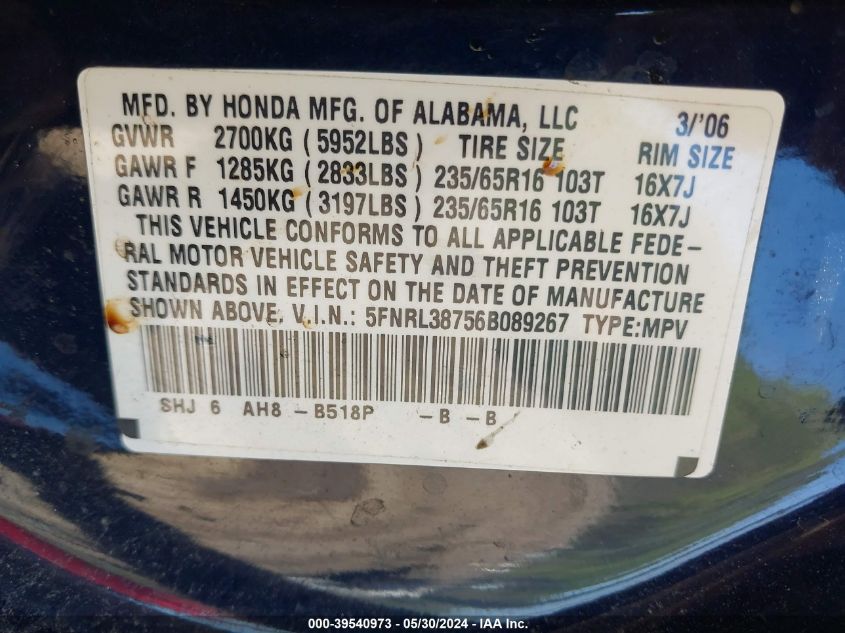 MFD. BY HONDA MFG. OF ALABAMA, LLC 3/'06
GVWR 2700KG (5952LBS) TIRE SIZE RIM SIZE
GAWR F 1285KG (2833LBS) 235/65R16 103T 16X7J
GAWR R 1450KG (3197LBS) 235/65R16 103T 16X7J
THIS VEHICLE CONFORMS TO ALL APPLICABLE FEDE-
RAL MOTOR VEHICLE SAFETY AND THEFT PREVENTION
STANDARDS IN EFFECT ON THE DATE OF MANUFACTURE
SHOWN ABOVE. V.I.N.: 5FNRL38756B089267 TYPE:MPV
SHJ 6 AH8 -B518P -B -B
000-39540973 - 05/30/2024 - IAA Inc.